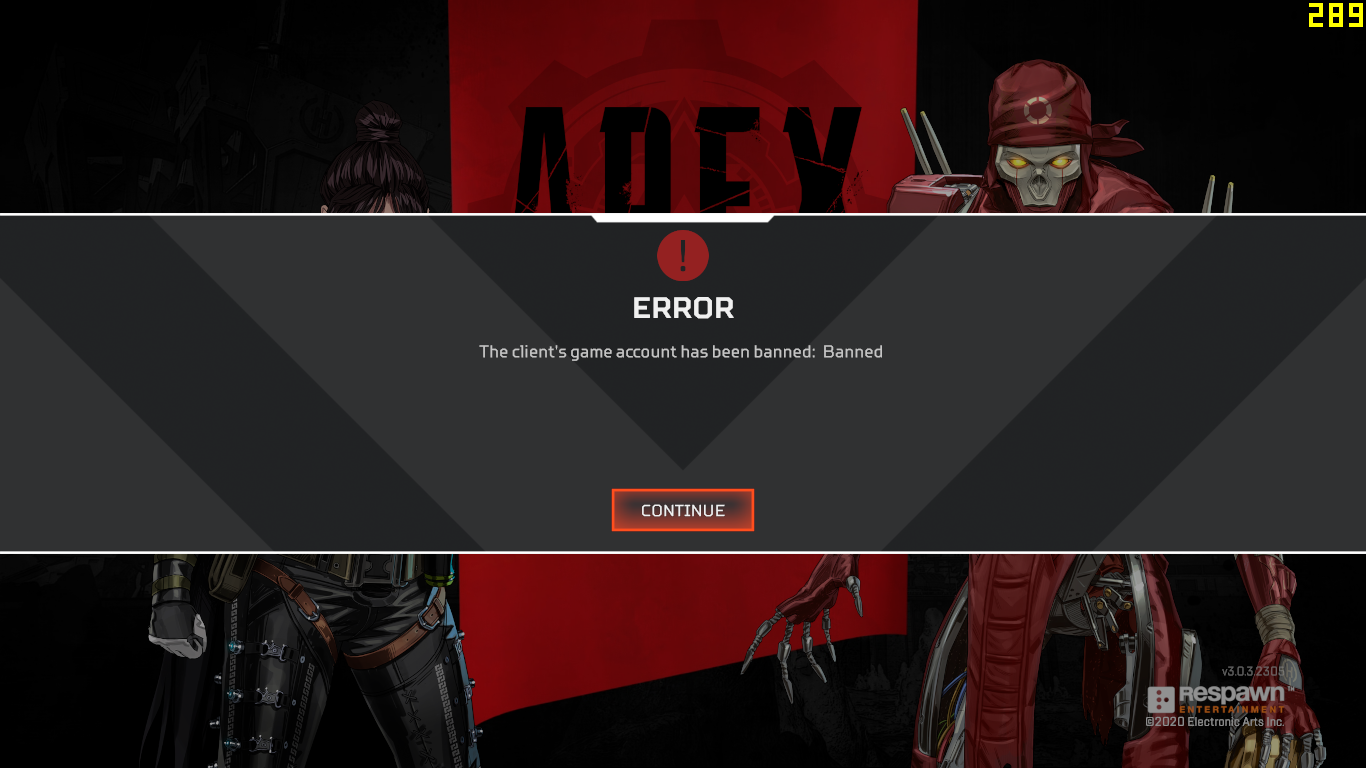 289
APEX
ERROR
The client's game account has been banned: Banned
CONTINUE
v3.0.3.2305
Respawn™
ENTERTAINMENT
©2020 Electronic Arts Inc.